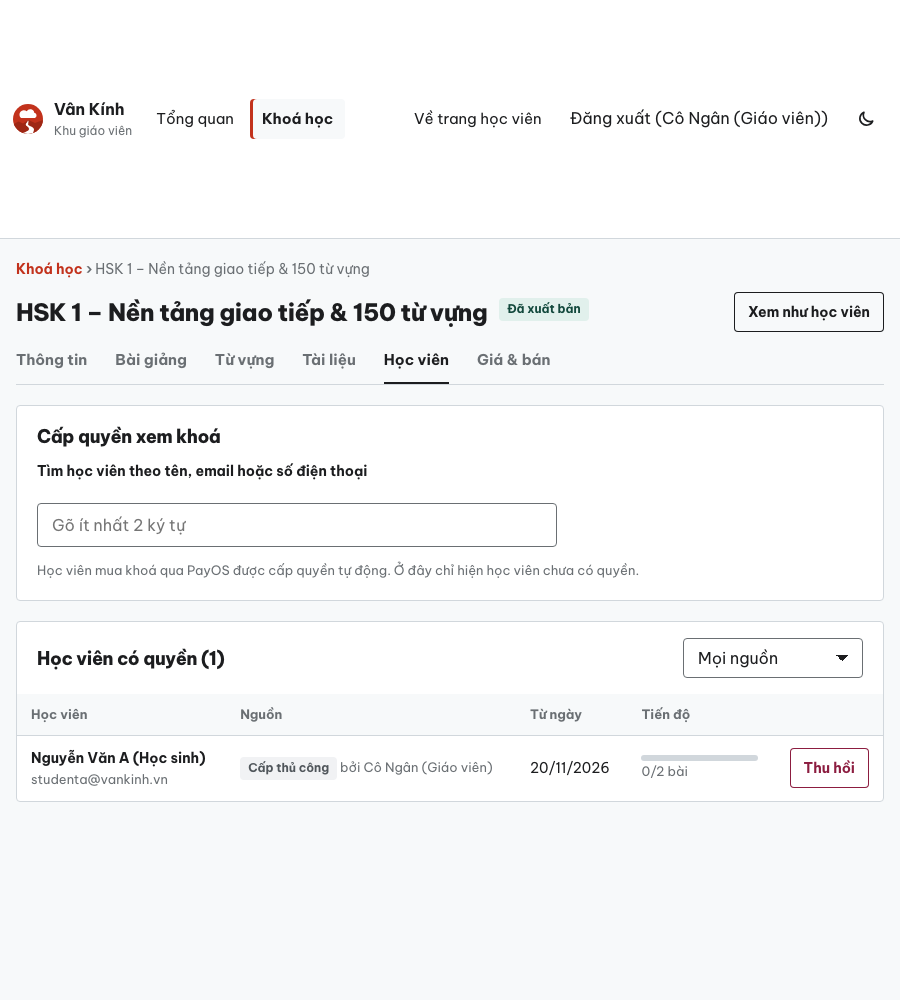 Vân Kính
Khu giáo viên
Tổng quan
Khoá học
Về trang học viên
Đăng xuất (Cô Ngân (Giáo viên))
Khoá học › HSK 1 – Nền tảng giao tiếp & 150 từ vựng
HSK 1 – Nền tảng giao tiếp & 150 từ vựng
Đã xuất bản
Xem như học viên
Thông tin
Bài giảng
Từ vựng
Tài liệu
Học viên
Giá & bán
Cấp quyền xem khoá
Tìm học viên theo tên, email hoặc số điện thoại
Gõ ít nhất 2 ký tự
Học viên mua khoá qua PayOS được cấp quyền tự động. Ở đây chỉ hiện học viên chưa có quyền.
Học viên có quyền (1)
Mọi nguồn
Học viên
Nguồn
Từ ngày
Tiến độ
Nguyễn Văn A (Học sinh)
studenta@vankinh.vn
Cấp thủ công bởi Cô Ngân (Giáo viên)
20/11/2026
0/2 bài
Thu hồi